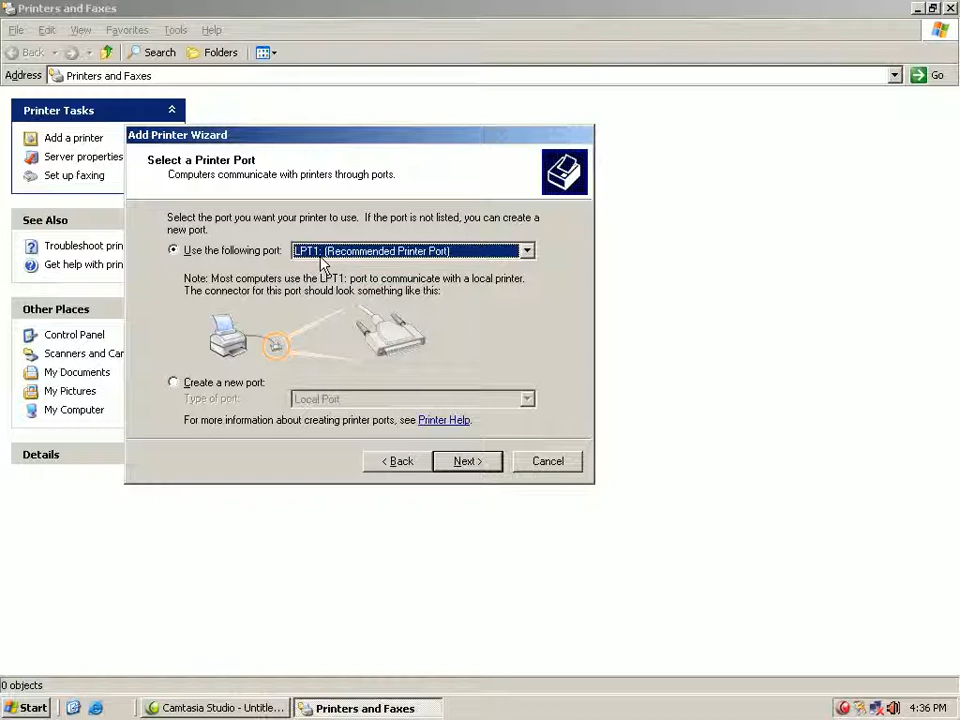 Printers and Faxes
File Edit View Favorites Tools Help
Back Search Folders
Address Printers and Faxes Go
Printer Tasks
Add a printer
Server properties
Set up faxing
See Also
Troubleshoot prin
Get help with prin
Other Places
Control Panel
Scanners and Car
My Documents
My Pictures
My Computer
Details
Add Printer Wizard
Select a Printer Port
Computers communicate with printers through ports.
Select the port you want your printer to use. If the port is not listed, you can create a
new port.
Use the following port: LPT1: (Recommended Printer Port)
Note: Most computers use the LPT1: port to communicate with a local printer.
The connector for this port should look something like this:
Create a new port:
Type of port: Local Port
For more information about creating printer ports, see Printer Help.
< Back Next > Cancel
0 objects
Start Camtasia Studio - Untitle... Printers and Faxes 4:36 PM